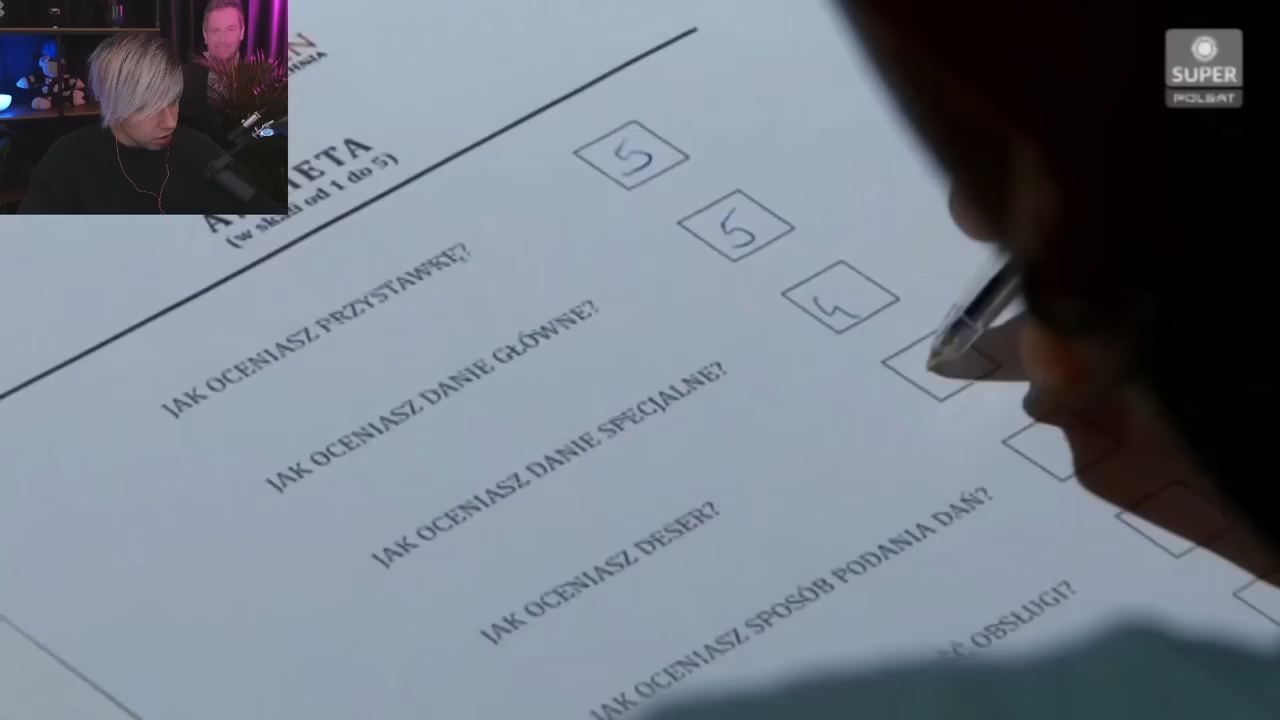 SUPER
POLSAT
(w skali od 1 do 5)
JAK OCENIASZ PRZYSTAWKĘ? 5
JAK OCENIASZ DANIE GŁÓWNE? 5
JAK OCENIASZ DANIE SPECJALNE? 4
JAK OCENIASZ DESER?
JAK OCENIASZ SPOSÓB PODANIA DAŃ?
OBSŁUGI?